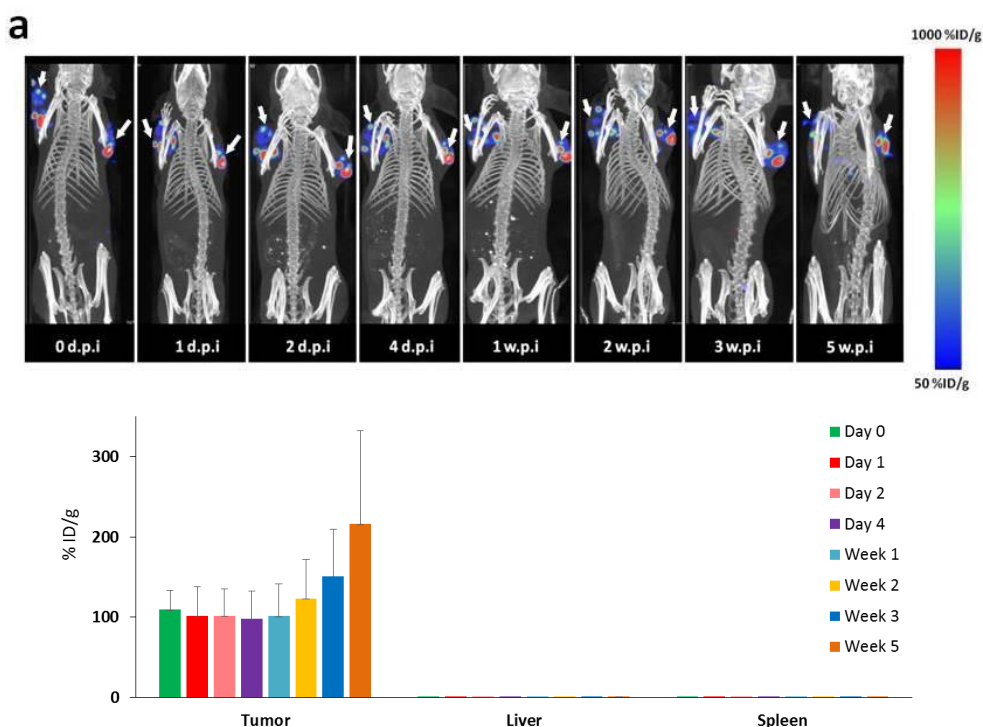 a
1000 %ID/g
0 d.p.i
1 d.p.i
2 d.p.i
4 d.p.i
1 w.p.i
2 w.p.i
3 w.p.i
5 w.p.i
50 %ID/g
% ID/g
300
200
100
0
Tumor
Liver
Spleen
Day 0
Day 1
Day 2
Day 4
Week 1
Week 2
Week 3
Week 5